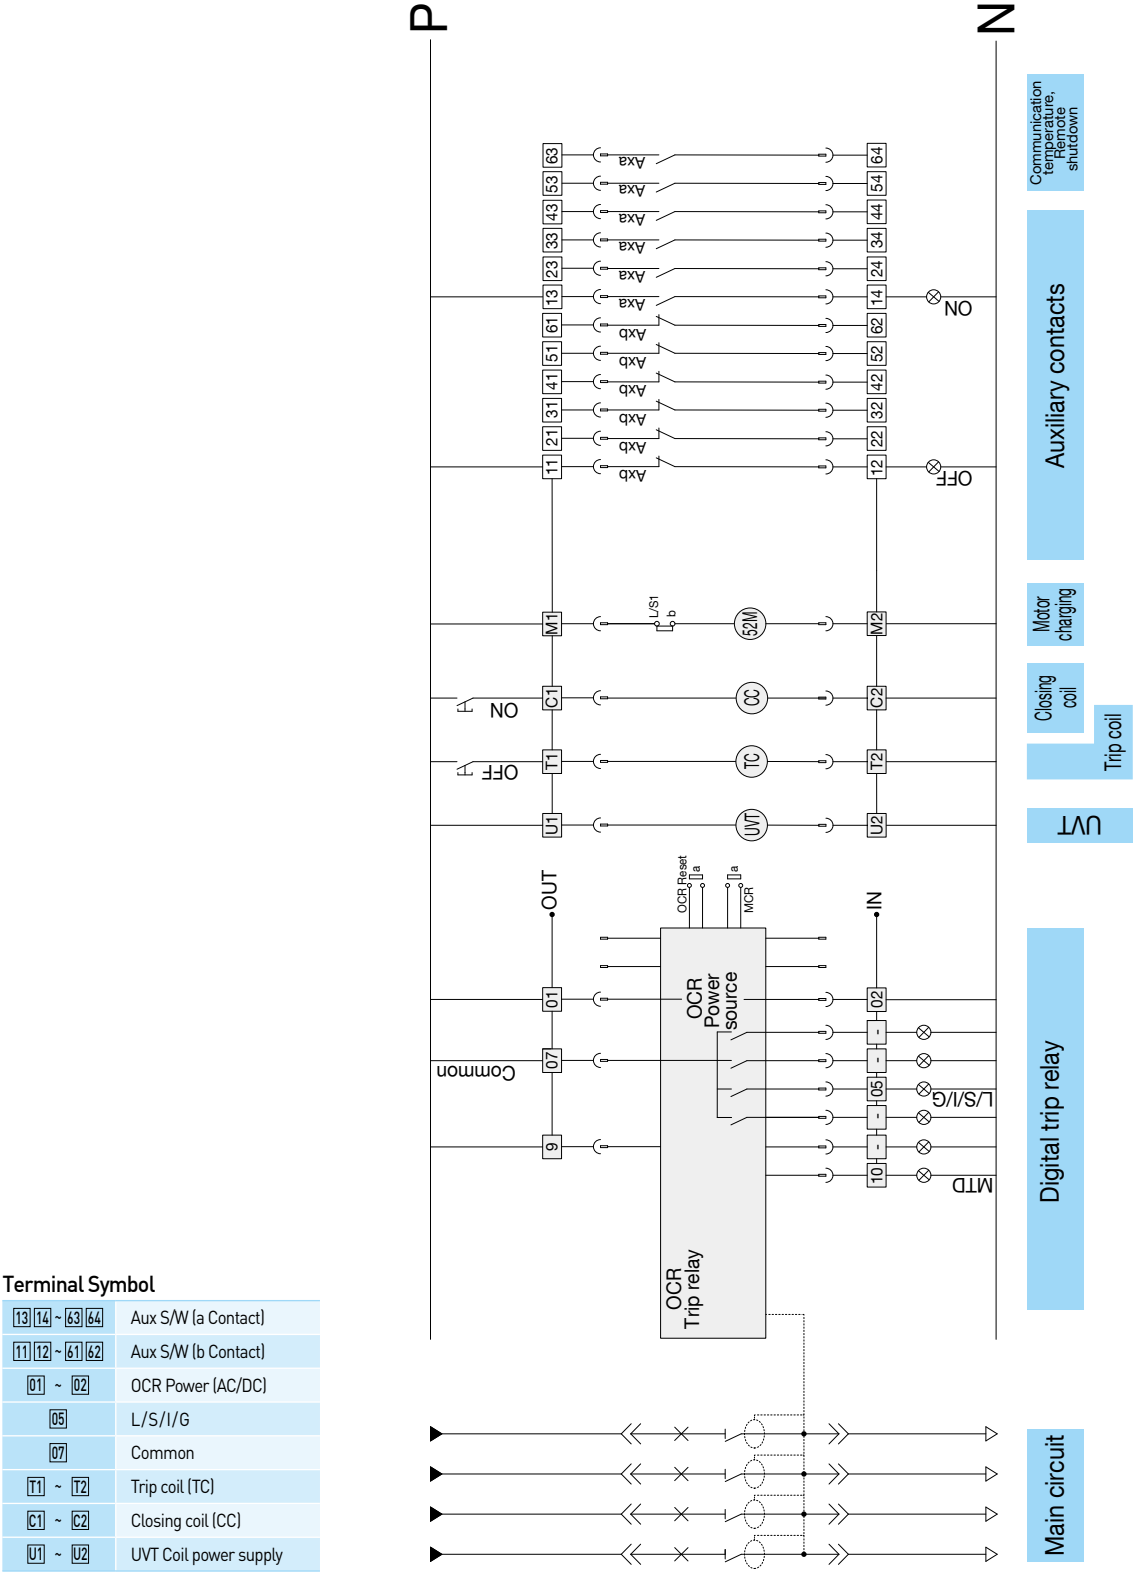 P
N
Communication
temperature,
Remote
shutdown
63 Axa 64
53 Axa 54
43 Axa 44
33 Axa 34
23 Axa 24
13 Axa 14 ON
61 Axb 62
51 Axb 52
41 Axb 42
31 Axb 32
21 Axb 22
11 Axb 12 OFF
Auxiliary contacts
M1 L/S1 b 52M M2
Motor
charging
ON C1 CC C2
Closing
coil
OFF T1 TC T2
Trip coil
U1 UVT U2
UVT
OUT
OCR Reset
a
a
MCR
IN
01
OCR
Power
source
02
-
Common 07 -
05 L/S/I/G
-
9 -
10 MTD
Digital trip relay
OCR
Trip relay
Main circuit
Terminal Symbol
13 14 ~ 63 64 Aux S/W (a Contact)
11 12 ~ 61 62 Aux S/W (b Contact)
01 ~ 02 OCR Power (AC/DC)
05 L/S/I/G
07 Common
T1 ~ T2 Trip coil (TC)
C1 ~ C2 Closing coil (CC)
U1 ~ U2 UVT Coil power supply